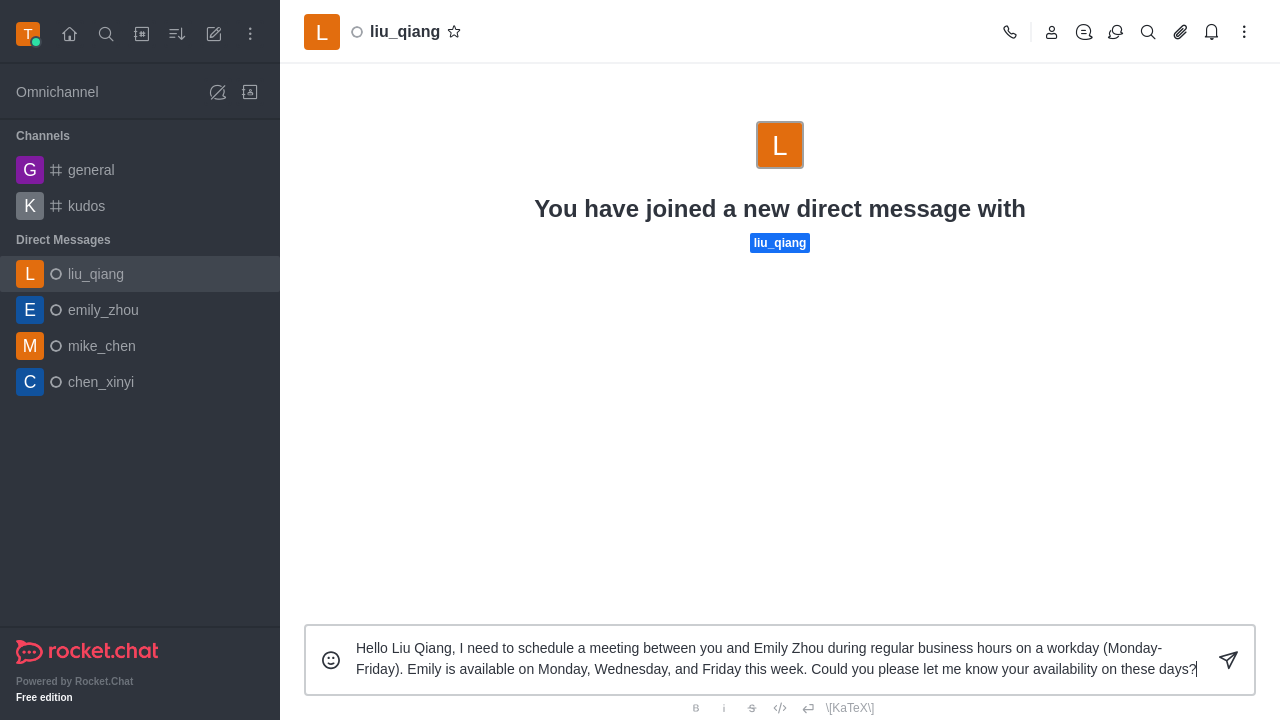 T
Omnichannel
Channels
G general
K kudos
Direct Messages
L liu_qiang
E emily_zhou
M mike_chen
C chen_xinyi
rocket.chat
Powered by Rocket.Chat
Free edition
L liu_qiang
L
You have joined a new direct message with
liu_qiang
Hello Liu Qiang, I need to schedule a meeting between you and Emily Zhou during regular business hours on a workday (Monday-
Friday). Emily is available on Monday, Wednesday, and Friday this week. Could you please let me know your availability on these days?
B i S \[KaTeX\]